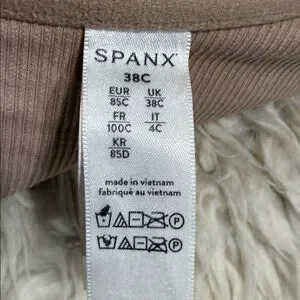 SPANX
38C
EUR UK
85C 38C
FR IT
100C 4C
KR
85D
made in vietnam
fabriqué au vietnam
P
P